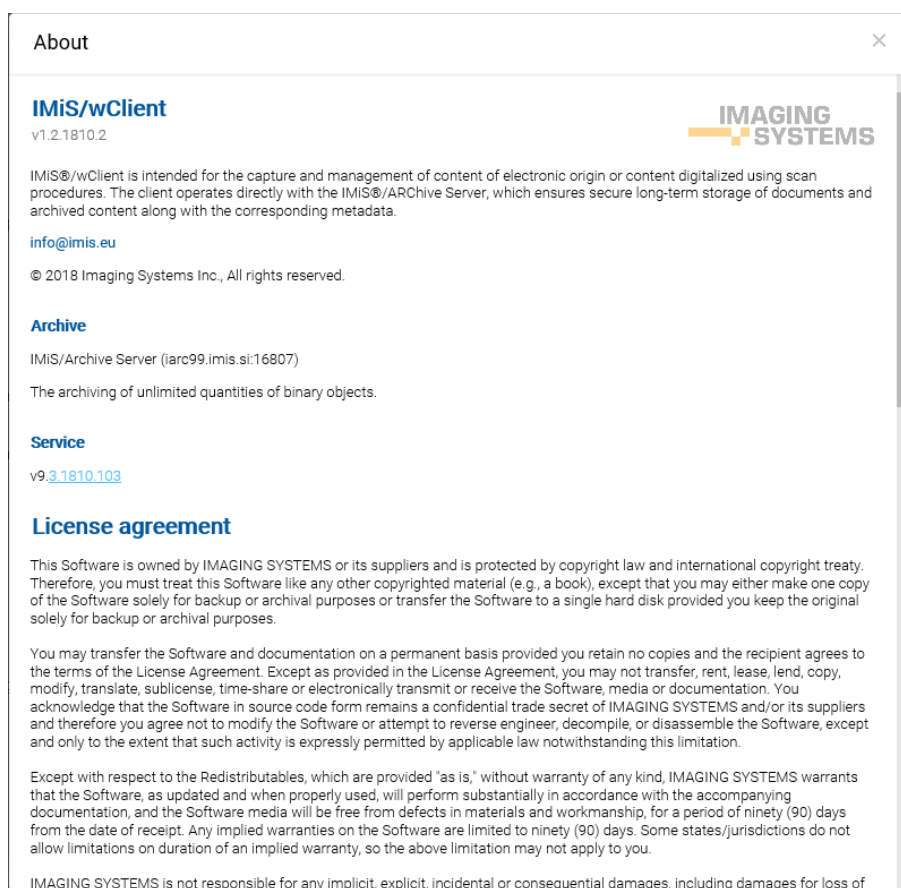 About
IMiS/wClient
v1.2.1810.2
IMAGING
SYSTEMS
IMiS®/wClient is intended for the capture and management of content of electronic origin or content digitalized using scan
procedures. The client operates directly with the IMiS®/ARChive Server, which ensures secure long-term storage of documents and
archived content along with the corresponding metadata.
info@imis.eu
© 2018 Imaging Systems Inc., All rights reserved.
Archive
IMiS/Archive Server (iarc99.imis.si:16807)
The archiving of unlimited quantities of binary objects.
Service
v9.3.1810.103
License agreement
This Software is owned by IMAGING SYSTEMS or its suppliers and is protected by copyright law and international copyright treaty.
Therefore, you must treat this Software like any other copyrighted material (e.g., a book), except that you may either make one copy
of the Software solely for backup or archival purposes or transfer the Software to a single hard disk provided you keep the original
solely for backup or archival purposes.
You may transfer the Software and documentation on a permanent basis provided you retain no copies and the recipient agrees to
the terms of the License Agreement. Except as provided in the License Agreement, you may not transfer, rent, lease, lend, copy,
modify, translate, sublicense, time-share or electronically transmit or receive the Software, media or documentation. You
acknowledge that the Software in source code form remains a confidential trade secret of IMAGING SYSTEMS and/or its suppliers
and therefore you agree not to modify the Software or attempt to reverse engineer, decompile, or disassemble the Software, except
and only to the extent that such activity is expressly permitted by applicable law notwithstanding this limitation.
Except with respect to the Redistributables, which are provided "as is," without warranty of any kind, IMAGING SYSTEMS warrants
that the Software, as updated and when properly used, will perform substantially in accordance with the accompanying
documentation, and the Software media will be free from defects in materials and workmanship, for a period of ninety (90) days
from the date of receipt. Any implied warranties on the Software are limited to ninety (90) days. Some states/jurisdictions do not
allow limitations on duration of an implied warranty, so the above limitation may not apply to you.
IMAGING SYSTEMS is not responsible for any implicit, explicit, incidental or consequential damages, including damages for loss of